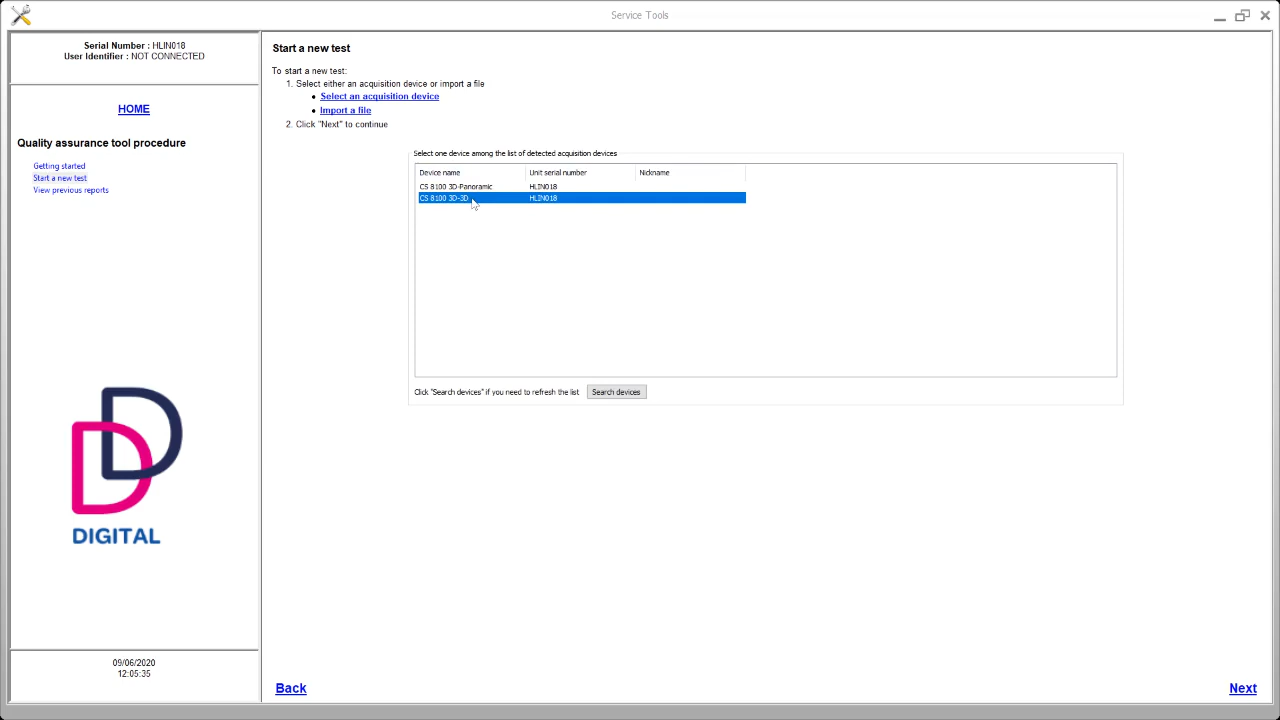 Service Tools
Serial Number : HLIN018
User Identifier : NOT CONNECTED
HOME
Quality assurance tool procedure
Getting started
Start a new test
View previous reports
DIGITAL
09/06/2020
12:05:35
Start a new test
To start a new test:
1. Select either an acquisition device or import a file
• Select an acquisition device
• Import a file
2. Click "Next" to continue
Select one device among the list of detected acquisition devices
Device name Unit serial number Nickname
CS 8100 3D-Panoramic HLIN018
CS 8100 3D-3D HLIN018
Click "Search devices" if you need to refresh the list Search devices
Back Next